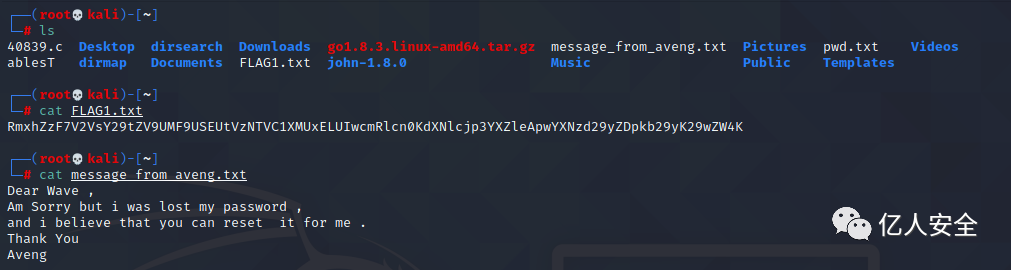 ┌──(root💀kali)-[~]
└─# ls
40839.c Desktop dirsearch Downloads go1.8.3.linux-amd64.tar.gz message_from_aveng.txt Pictures pwd.txt Videos
ablesT dirmap Documents FLAG1.txt john-1.8.0 Music Public Templates
┌──(root💀kali)-[~]
└─# cat FLAG1.txt
RmxhZzF7V2VsY29tZV9UMF9USEUtVzNTVC1XMUxELUIwcmRlcn0KdXNlcjp3YXZleApwYXNzd29yZDpkb29yK29wZW4K
┌──(root💀kali)-[~]
└─# cat message_from_aveng.txt
Dear Wave ,
Am Sorry but i was lost my password ,
and i believe that you can reset  it for me .
Thank You
Aveng
亿人安全